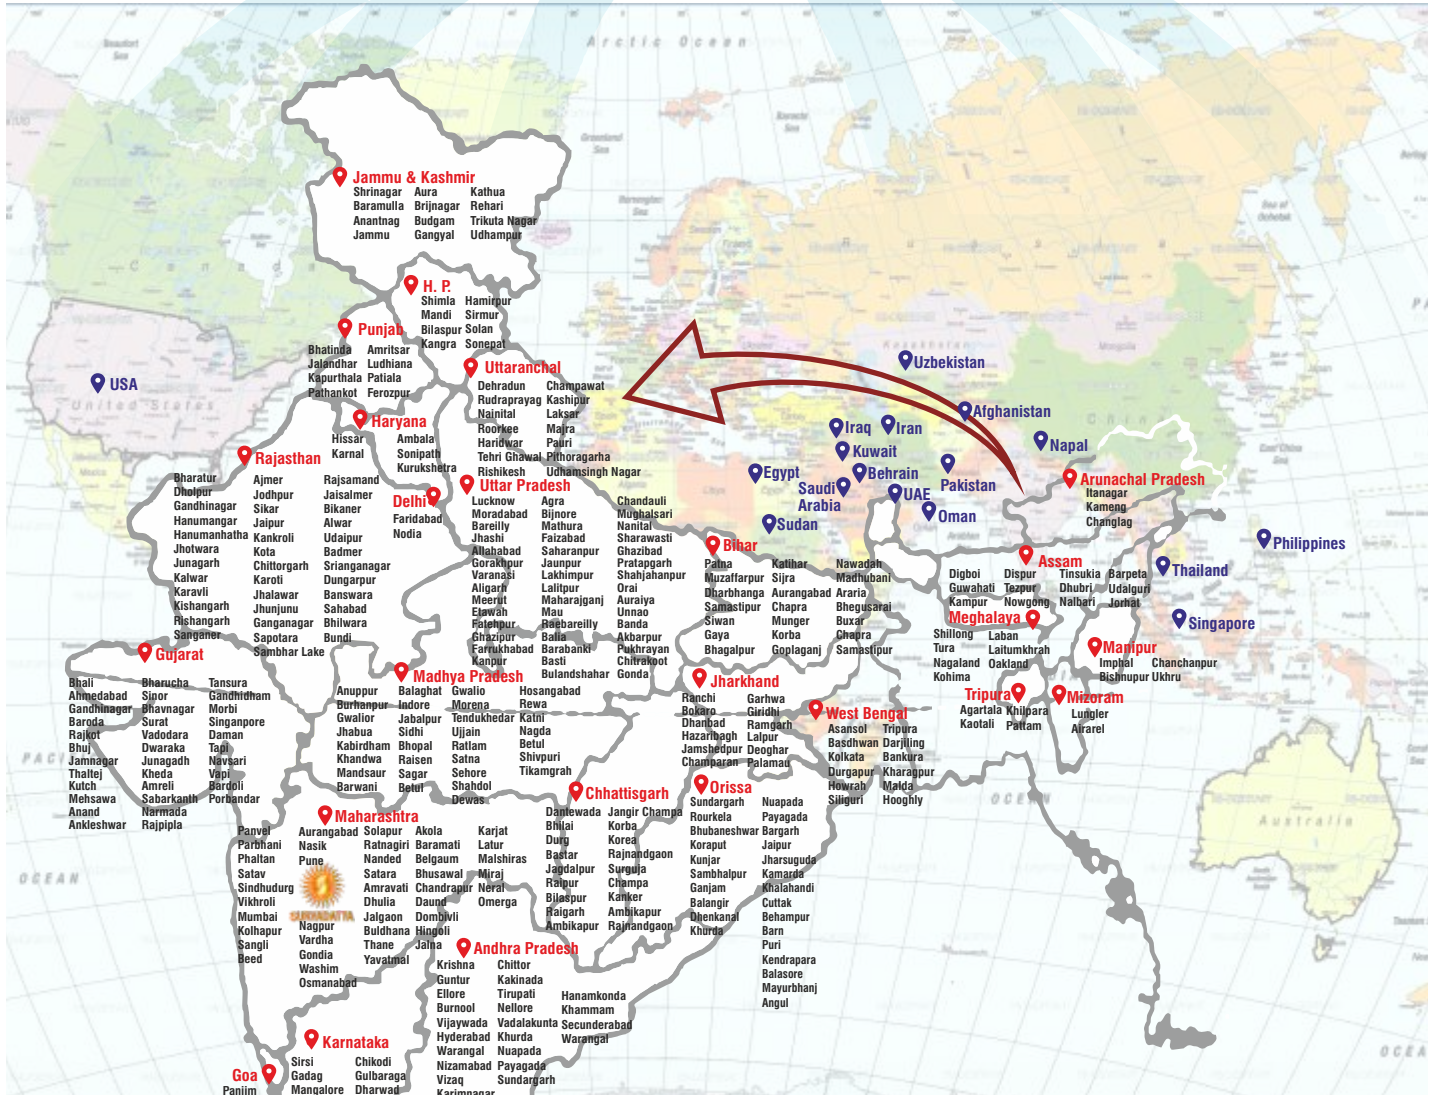 Arctic Ocean
Jammu & Kashmir
Shrinagar Aura Kathua
Baramulla Brijnagar Rehari
Anantnag Budgam Trikuta Nagar
Jammu Gangyal Udhampur
H. P.
Shimla Hamirpur
Mandi Sirmur
Bilaspur Solan
Kangra Sonepat
Punjab
Bhatinda Amritsar
Jalandhar Ludhiana
Kapurthala Patiala
Pathankot Ferozpur
Uttaranchal
Dehradun Champawat
Rudraprayag Kashipur
Nainital Laksar
Roorkee Majra
Haridwar Pauri
Tehri Ghawal Pithoragarha
Rishikesh Udhamsingh Nagar
USA
United States
Canada
Haryana
Hissar Ambala
Karnal Sonipath
Kurukshetra
Delhi
Faridabad
Nodia
Rajasthan
Bharatur Ajmer Rajsamand
Dholpur Jodhpur Jaisalmer
Gandhinagar Sikar Bikaner
Hanumangar Jaipur Alwar
Hanumanhatha Kankroli Udaipur
Jhotwara Kota Badmer
Junagarh Chittorgarh Srianganagar
Kalwar Karoti Dungarpur
Karavli Jhalawar Banswara
Kishangarh Jhunjunu Sahabad
Rishangarh Ganganagar Bhilwara
Sanganer Sapotara Bundi
Sambhar Lake
Uttar Pradesh
Lucknow Agra Chandauli
Moradabad Bijnore Mughalsari
Bareilly Mathura Nanital
Jhashi Faizabad Sharawasti
Allahabad Saharanpur Ghazibad
Gorakhpur Jaunpur Pratapgarh
Varanasi Lakhimpur Shahjahanpur
Aligarh Lalitpur Orai
Meerut Maharajganj Auraiya
Etawah Mau Unnao
Fatehpur Raebareilly Banda
Ghazipur Balia Akbarpur
Farrukhabad Barabanki Pukhrayan
Kanpur Basti Chitrakoot
Bulandshahar Gonda
Uzbekistan
Afghanistan
Iraq
Iran
Napal
Kuwait
Egypt
Behrain
Pakistan
Saudi
Arabia
UAE
Oman
Sudan
China
Philippines
Thailand
Singapore
Arunachal Pradesh
Itanagar
Kameng
Changlag
Assam
Digboi Dispur Tinsukia Barpeta
Guwahati Tezpur Dhubri Udalguri
Kampur Nowgong Nalbari Jorhat
Meghalaya
Shillong Laban
Tura Laitumkhrah
Nagaland Oakland
Kohima
Manipur
Imphal Chanchanpur
Bishnupur Ukhru
Tripura
Agartala Khilpara
Kaotali Pattam
Mizoram
Lungler
Airarel
Bihar
Patna Katihar Nawadah
Muzaffarpur Sijra Madhubani
Dharbhanga Aurangabad Araria
Samastipur Chapra Bhegusarai
Siwan Munger Buxar
Gaya Korba Chapra
Bhagalpur Goplaganj Samastipur
Jharkhand
Ranchi Garhwa
Bokaro Giridhi
Dhanbad Ramgarh
Hazaribagh Lalpur
Jamshedpur Deoghar
Champaran Palamau
West Bengal
Asansol Tripura
Basdhwan Darjiling
Kolkata Bankura
Durgapur Kharagpur
Howrah Malda
Siliguri Hooghly
Gujarat
Bhali Bharucha Tansura
Ahmedabad Sinor Gandhidham
Gandhinagar Bhavnagar Morbi
Baroda Surat Singanpore
Rajkot Vadodara Daman
Bhuj Dwaraka Tapi
Jamnagar Junagadh Navsari
Thaltej Kheda Vapi
Kutch Amreli Bardoli
Mehsawa Sabarkanth Porbandar
Anand Narmada
Ankleshwar Rajpipla
Madhya Pradesh
Anuppur Balaghat Gwalio Hosangabad
Burhanpur Indore Morena Rewa
Gwalior Jabalpur Tendukhedar Katni
Jhabua Sidhi Ujjain Nagda
Kabirdham Bhopal Ratlam Betul
Khandwa Raisen Satna Shivpuri
Mandsaur Sagar Sehore Tikamgrah
Barwani Betul Shahdol
Dewas
Chhattisgarh
Dantewada Jangir Champa
Bhilai Korba
Durg Korea
Bastar Rajnandgaon
Jagdalpur Surguja
Raipur Champa
Bilaspur Kanker
Raigarh Ambikapur
Ambikapur Rajnandgaon
Orissa
Sundargarh Nuapada
Rourkela Payagada
Bhubaneshwar Bargarh
Koraput Jaipur
Kunjar Jharsuguda
Sambhalpur Kamarda
Ganjam Khalahandi
Balangir Cuttak
Dhenkanal Behampur
Khurda Barn
Puri
Kendrapara
Balasore
Mayurbhanj
Angul
Maharashtra
Panvel Aurangabad Solapur Akola Karjat
Parbhani Nasik Ratnagiri Baramati Latur
Phaltan Pune Nanded Belgaum Malshiras
Satav Satara Bhusawal Miraj
Sindhudurg Amravati Chandrapur Neral
Vikhroli Dhulia Daund Omerga
SURYADATTA
Mumbai Nagpur Jalgaon Dombivli
Kolhapur Vardha Buldhana Hingoli
Sangli Gondia Thane Jalna
Beed Washim Yavatmal
Osmanabad
Andhra Pradesh
Krishna Chittor
Guntur Kakinada
Ellore Tirupati Hanamkonda
Burnool Nellore Khammam
Vijaywada Vadalakunta Secunderabad
Hyderabad Khurda Warangal
Warangal Nuapada
Nizamabad Payagada
Vizaq Sundargarh
Karimnagar
Karnataka
Sirsi Chikodi
Gadag Gulbaraga
Mangalore Dharwad
Goa
Panjim
OCEAN
OCEAN
Australia